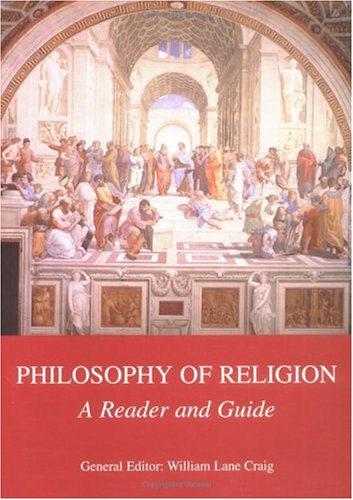 PHILOSOPHY OF RELIGION
A Reader and Guide
General Editor: William Lane Craig